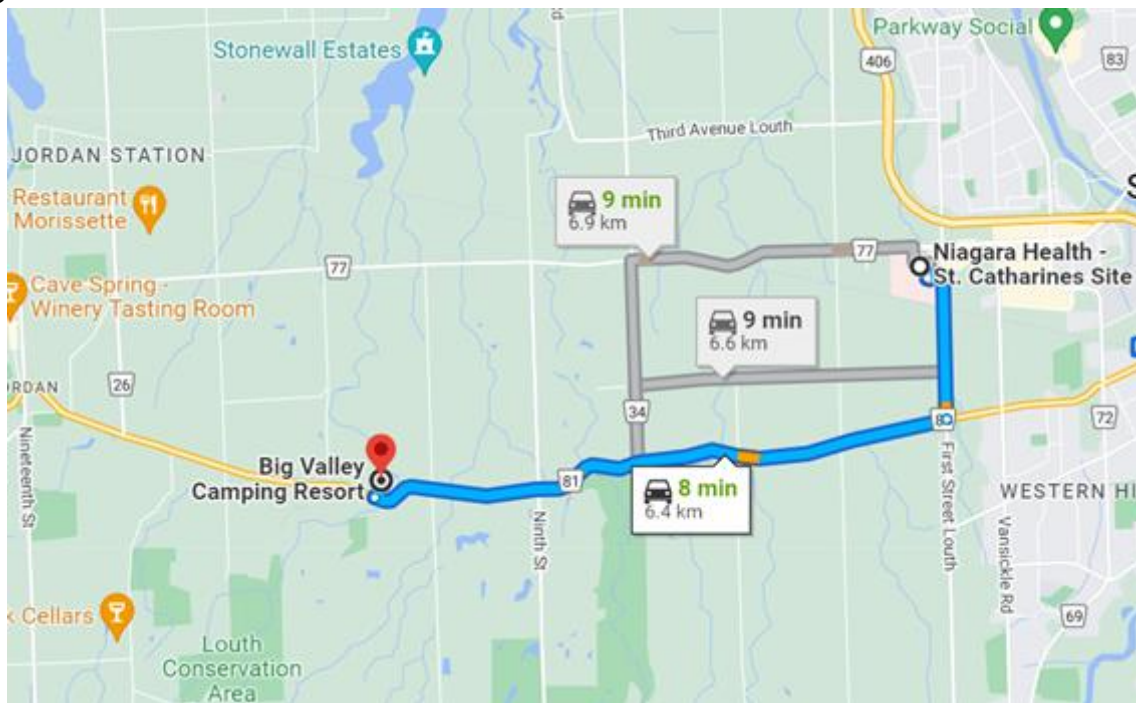 Parkway Social
406
83
Stonewall Estates
Third Avenue Louth
JORDAN STATION
Restaurant
Morissette
9 min
6.9 km
77
77
Niagara Health -
St. Catharines Site
Cave Spring -
Winery Tasting Room
9 min
6.6 km
26
34
72
Big Valley
Camping Resort
81
8 min
6.4 km
Nineteenth St
Ninth St
First Street Louth
Vansickle Rd
WESTERN HI
69
Cellars
Louth
Conservation
Area